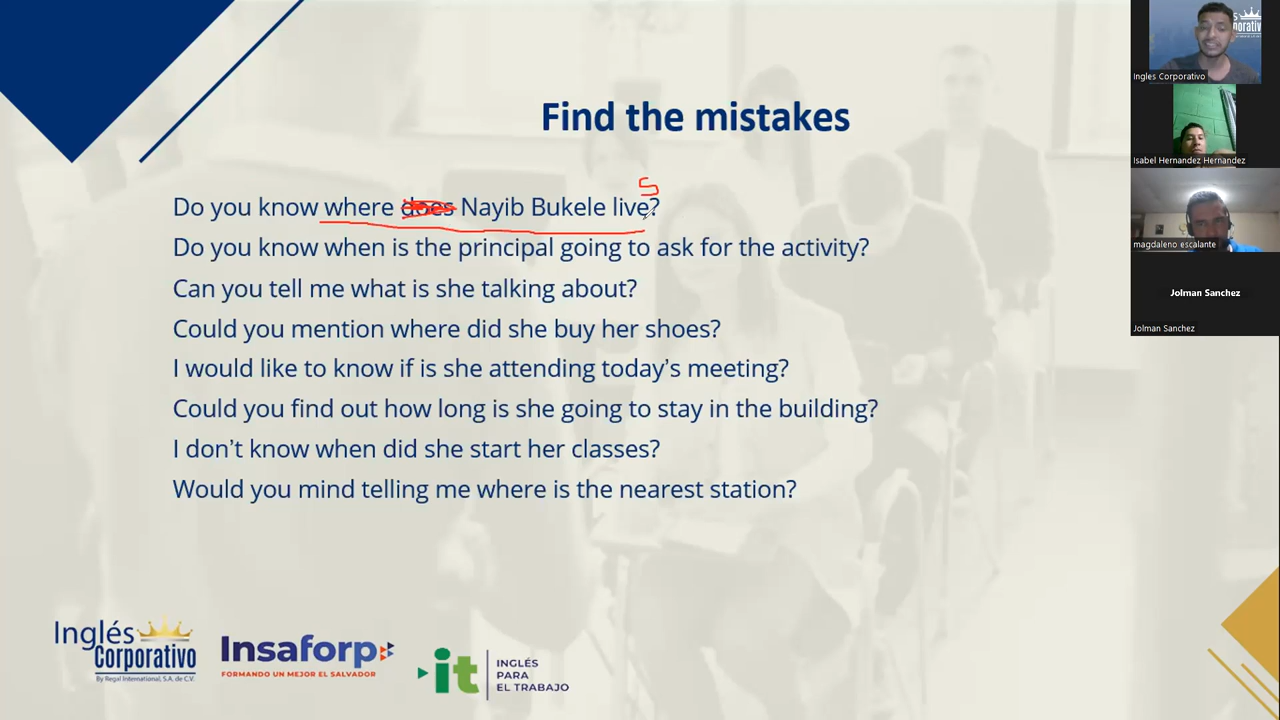 Find the mistakes
Do you know where does Nayib Bukele live?
S
Do you know when is the principal going to ask for the activity?
Can you tell me what is she talking about?
Could you mention where did she buy her shoes?
I would like to know if is she attending today’s meeting?
Could you find out how long is she going to stay in the building?
I don’t know when did she start her classes?
Would you mind telling me where is the nearest station?
Inglés
Corporativo
By Regal International, S.A. de C.V.
Insaforp
FORMANDO UN MEJOR EL SALVADOR
it
INGLÉS
PARA
EL TRABAJO
Ingles Corporativo
Isabel Hernandez Hernandez
magdaleno escalante
Jolman Sanchez
Jolman Sanchez